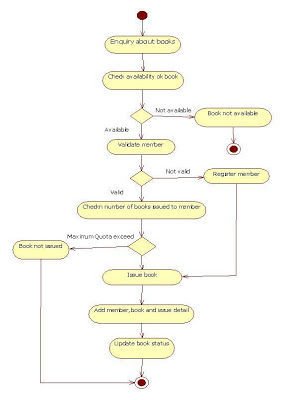 Enquiry about books
Check availability ok book
Not available
Book not available
Available
Validate member
Not valid
Register member
Valid
Checkin number of books issued to member
Maximum Quota exceed
Book not issued
Issue book
Add member,book and issue detail
Update book status